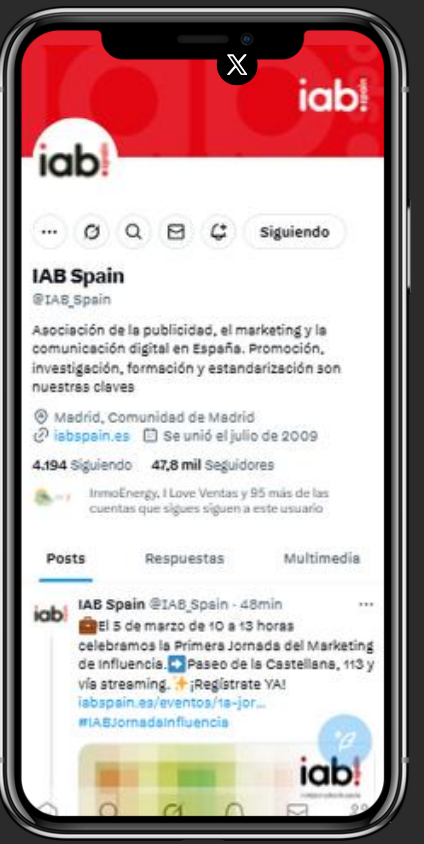 iab!
spain
iab!
spain
Siguiendo
IAB Spain
@IAB_Spain
Asociación de la publicidad, el marketing y la
comunicación digital en España. Promoción,
investigación, formación y estandarización son
nuestras claves
Madrid, Comunidad de Madrid
iabspain.es Se unió el julio de 2009
4.194 Siguiendo 47,8 mil Seguidores
InmoEnergy, I Love Ventas y 95 más de las
cuentas que sigues siguen a este usuario
Posts Respuestas Multimedia
iab!
IAB Spain @IAB_Spain · 48min
💼El 5 de marzo de 10 a 13 horas
celebramos la Primera Jornada del Marketing
de Influencia.➡️Paseo de la Castellana, 113 y
vía streaming.✨¡Regístrate YA!
iabspain.es/eventos/1a-jor...
#IABJornadaInfluencia
iab!